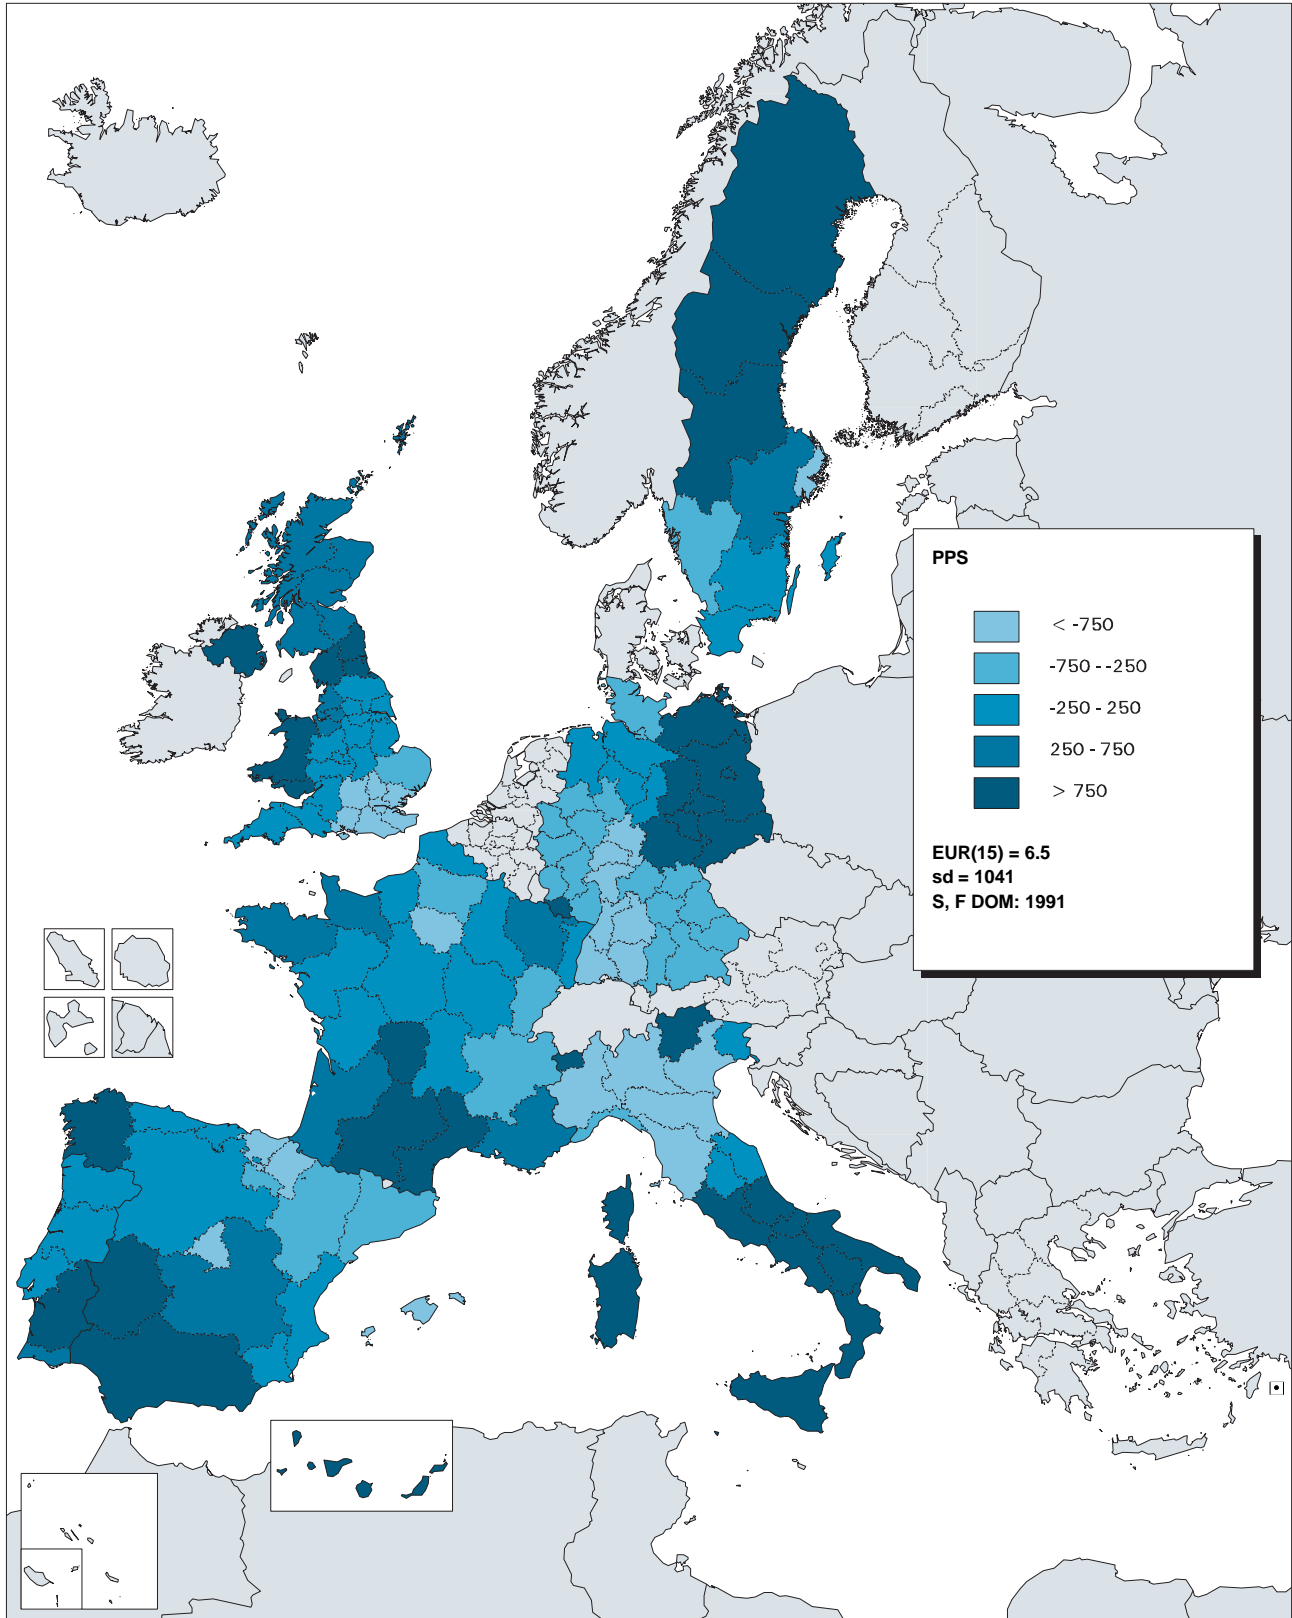 PPS
< -750
-750 - -250
-250 - 250
250 - 750
> 750
EUR(15) = 6.5
sd = 1041
S, F DOM: 1991